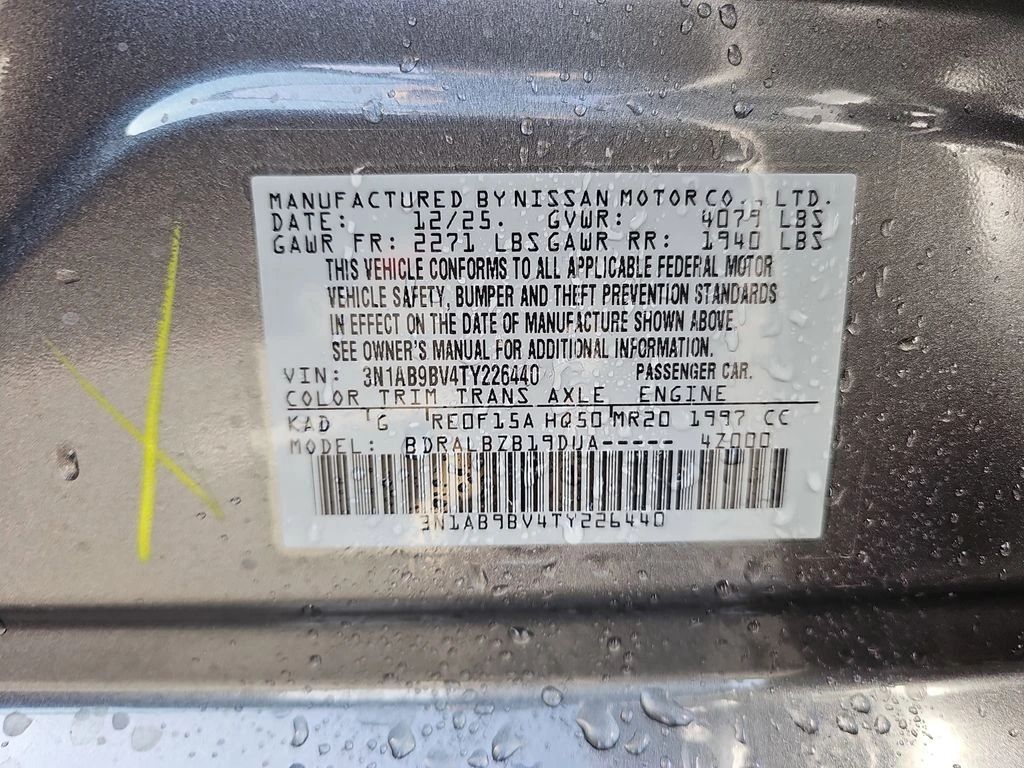 MANUFACTURED BY NISSAN MOTOR CO., LTD.
DATE: 12/25. GVWR: 4079 LBS
GAWR FR: 2271 LBS GAWR RR: 1940 LBS
THIS VEHICLE CONFORMS TO ALL APPLICABLE FEDERAL MOTOR
VEHICLE SAFETY, BUMPER AND THEFT PREVENTION STANDARDS
IN EFFECT ON THE DATE OF MANUFACTURE SHOWN ABOVE.
SEE OWNER'S MANUAL FOR ADDITIONAL INFORMATION.
VIN: 3N1AB9BV4TY226440 PASSENGER CAR.
COLOR TRIM TRANS AXLE ENGINE
KAD G RE0F15A HQ50 MR20 1997 CC
MODEL: BDRALBZB19DUA----- 4Z000
3N1AB9BV4TY226440